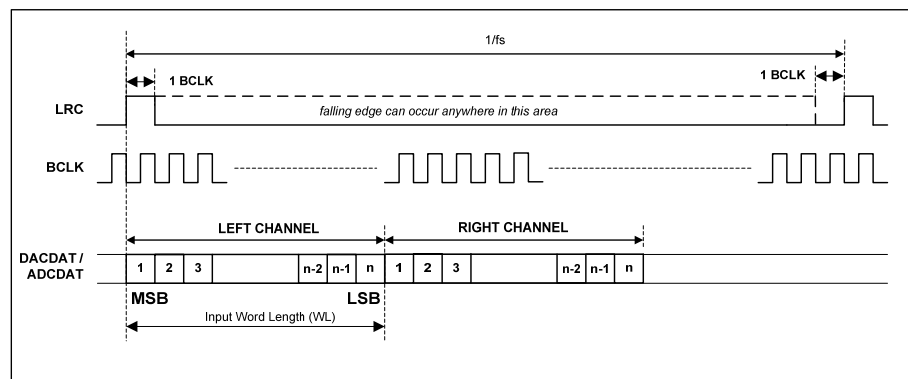 1/fs
1 BCLK
1 BCLK
LRC
falling edge can occur anywhere in this area
BCLK
LEFT CHANNEL
RIGHT CHANNEL
DACDAT /
ADCDAT
1 2 3 n-2 n-1 n 1 2 3 n-2 n-1 n
MSB
LSB
Input Word Length (WL)